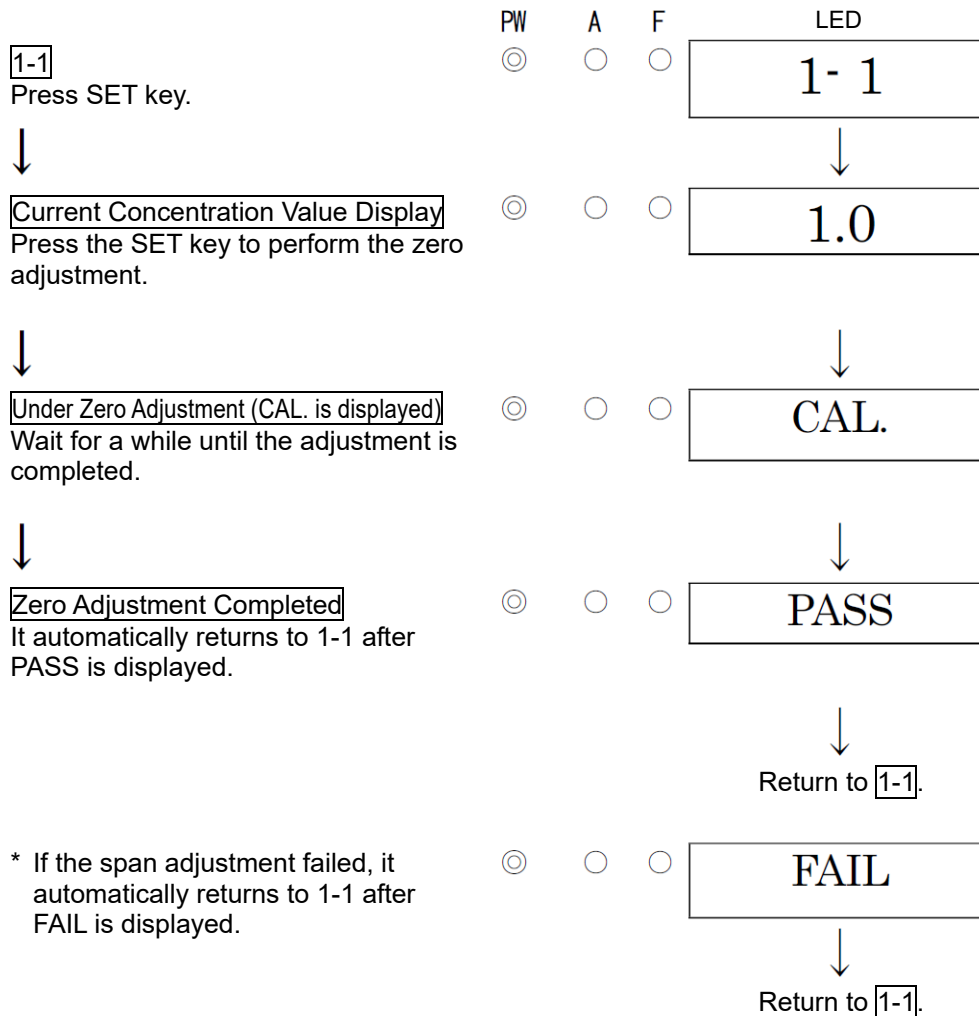 PW A F LED
1-1
1- 1
Press SET key.
↓ ↓
Current Concentration Value Display
1.0
Press the SET key to perform the zero
adjustment.
↓ ↓
Under Zero Adjustment (CAL. is displayed)
CAL.
Wait for a while until the adjustment is
completed.
↓ ↓
Zero Adjustment Completed
PASS
It automatically returns to 1-1 after
PASS is displayed.
↓
Return to 1-1.
* If the span adjustment failed, it
automatically returns to 1-1 after
FAIL is displayed.
FAIL
↓
Return to 1-1.